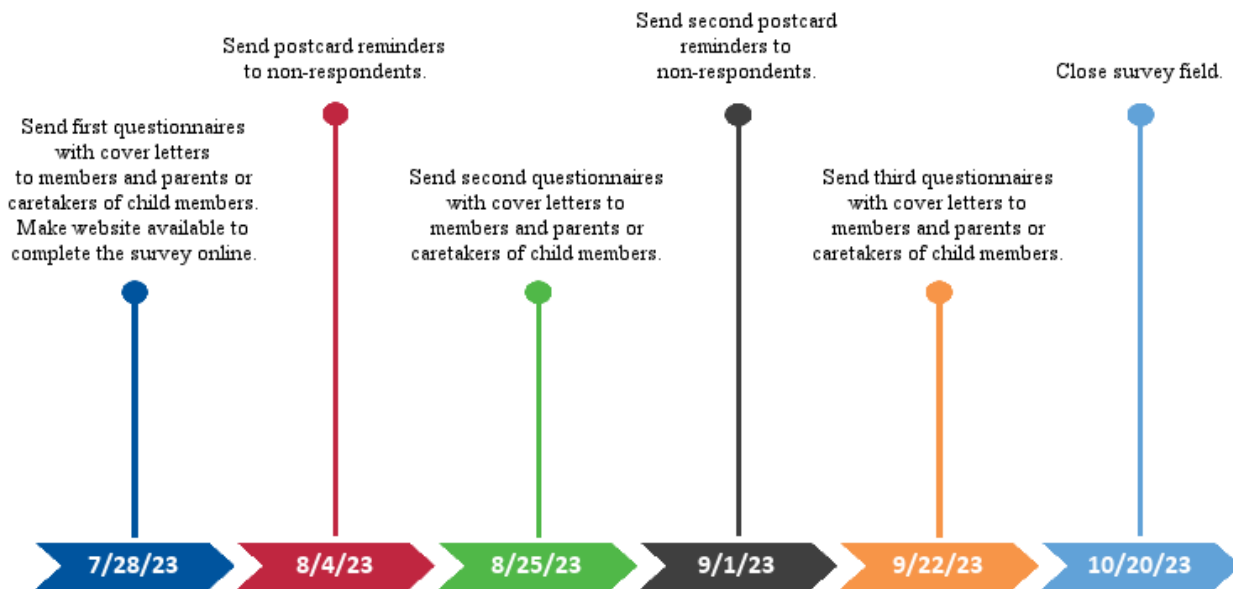 Send first questionnaires
with cover letters
to members and parents or
caretakers of child members.
Make website available to
complete the survey online.
Send postcard reminders
to non-respondents.
Send second questionnaires
with cover letters to
members and parents or
caretakers of child members.
Send second postcard
reminders to
non-respondents.
Send third questionnaires
with cover letters to
members and parents or
caretakers of child members.
Close survey field.
7/28/23
8/4/23
8/25/23
9/1/23
9/22/23
10/20/23